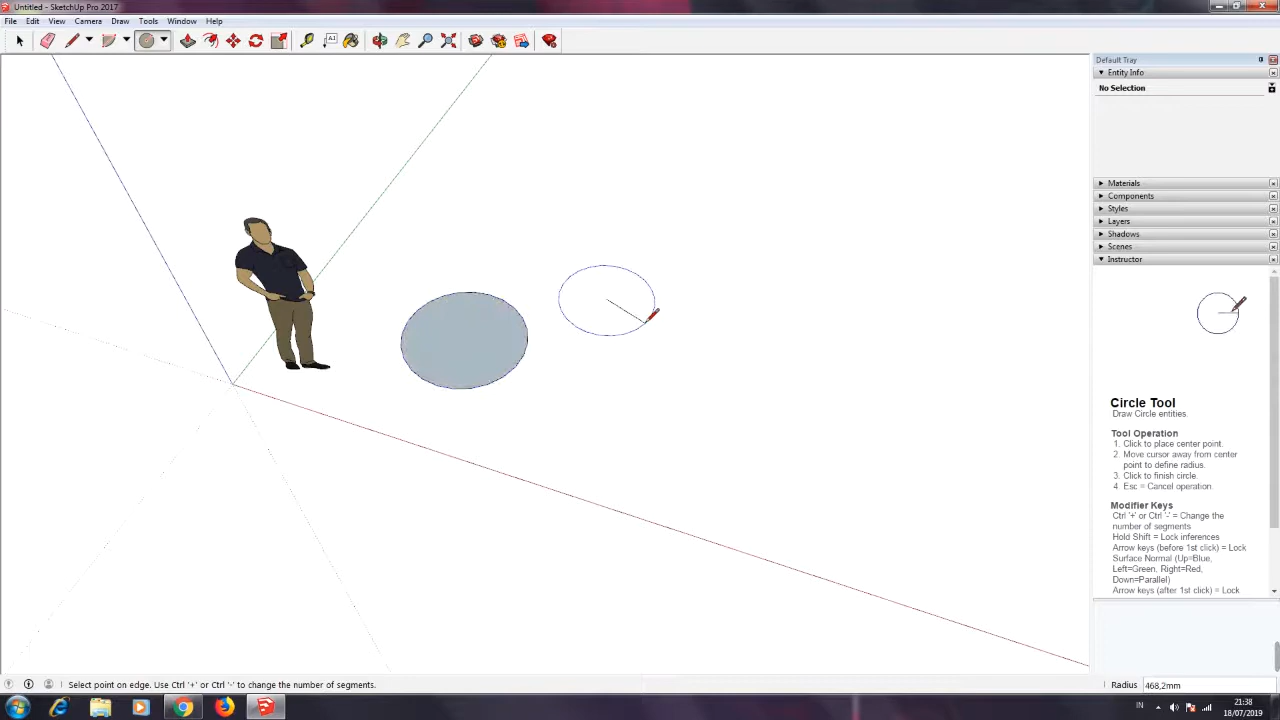 Untitled - SketchUp Pro 2017
File Edit View Camera Draw Tools Window Help
Default Tray
Entity Info
No Selection
Materials
Components
Styles
Layers
Shadows
Scenes
Instructor
Circle Tool
Draw Circle entities.
Tool Operation
1. Click to place center point.
2. Move cursor away from center
point to define radius.
3. Click to finish circle.
4. Esc = Cancel operation.
Modifier Keys
Ctrl '+' or Ctrl '-' = Change the
number of segments
Hold Shift = Lock inferences
Arrow keys (before 1st click) = Lock
Surface Normal (Up=Blue,
Left=Green, Right=Red,
Down=Parallel)
Arrow keys (after 1st click) = Lock
Select point on edge. Use Ctrl '+' or Ctrl '-' to change the number of segments.
Radius 468,2mm
IN
21:38
18/07/2019